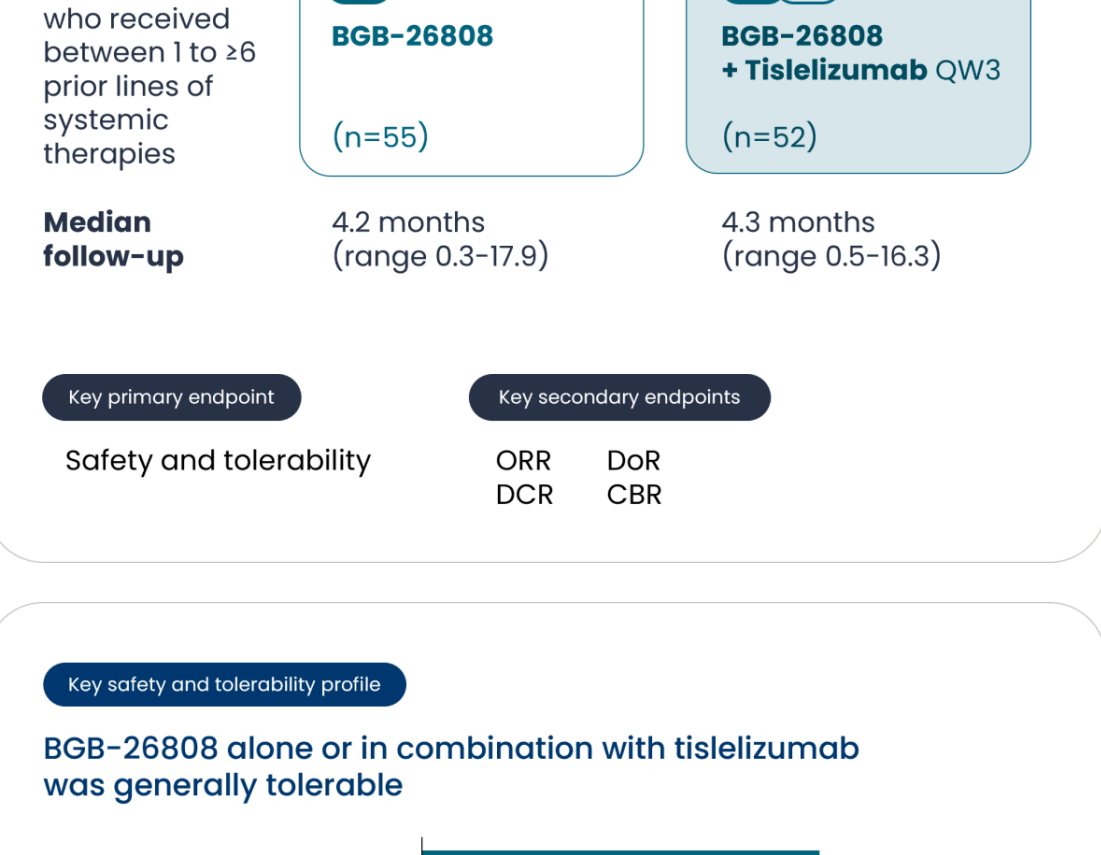 who received
between 1 to ≥6
prior lines of
systemic
therapies
BGB-26808
(n=55)
BGB-26808
+ Tislelizumab QW3
(n=52)
Median
follow-up
4.2 months
(range 0.3-17.9)
4.3 months
(range 0.5-16.3)
Key primary endpoint
Safety and tolerability
Key secondary endpoints
ORR DoR
DCR CBR
Key safety and tolerability profile
BGB-26808 alone or in combination with tislelizumab
was generally tolerable